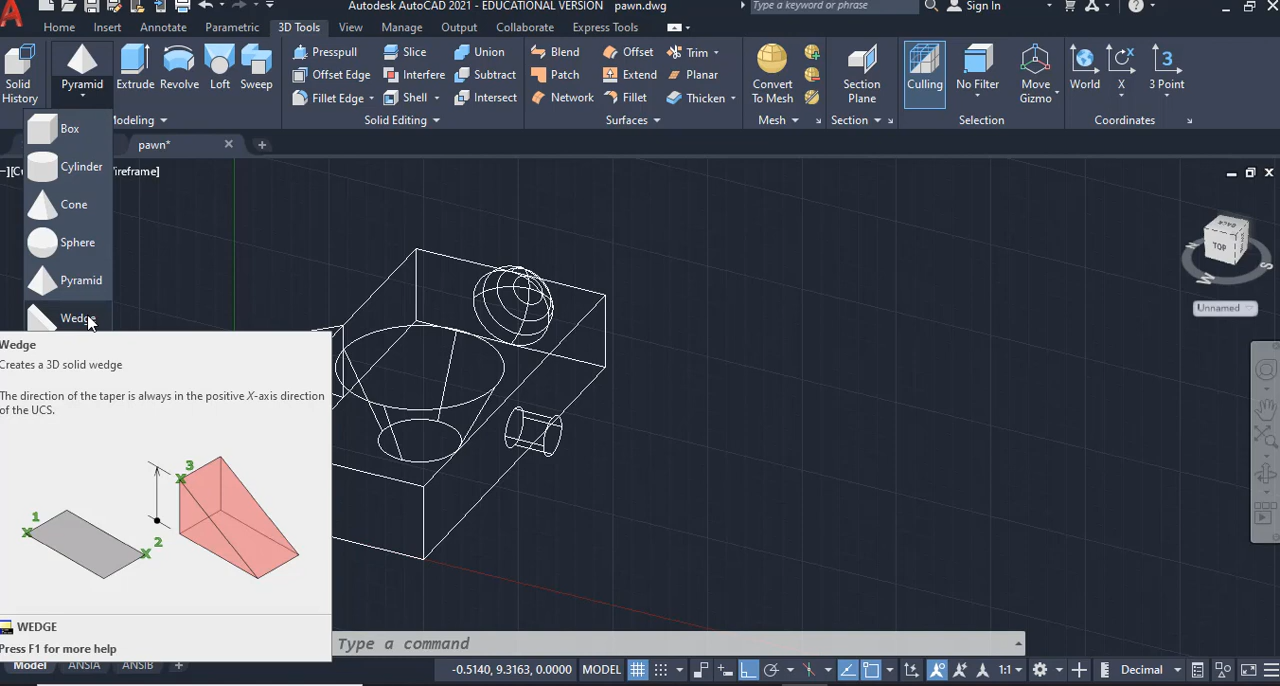 Autodesk AutoCAD 2021 - EDUCATIONAL VERSION pawn.dwg
Type a keyword or phrase
Sign In
Home Insert Annotate Parametric 3D Tools View Manage Output Collaborate Express Tools
Solid History
Pyramid
Extrude
Revolve
Loft
Sweep
Presspull
Offset Edge
Fillet Edge
Slice
Interfere
Shell
Union
Subtract
Intersect
Blend
Patch
Network
Offset
Extend
Fillet
Trim
Planar
Thicken
Convert To Mesh
Section Plane
Culling
No Filter
Move Gizmo
World
X
3 Point
Modeling
Solid Editing
Surfaces
Mesh
Section
Selection
Coordinates
pawn*
Box
Cylinder
Cone
Sphere
Pyramid
Wedge
TOP
BACK
W
S
Unnamed
Wedge
Creates a 3D solid wedge
The direction of the taper is always in the positive X-axis direction
of the UCS.
1
2
3
WEDGE
Press F1 for more help
Type a command
Model ANSIA ANSIB +
-0.5140, 9.3163, 0.0000 MODEL 1:1 Decimal